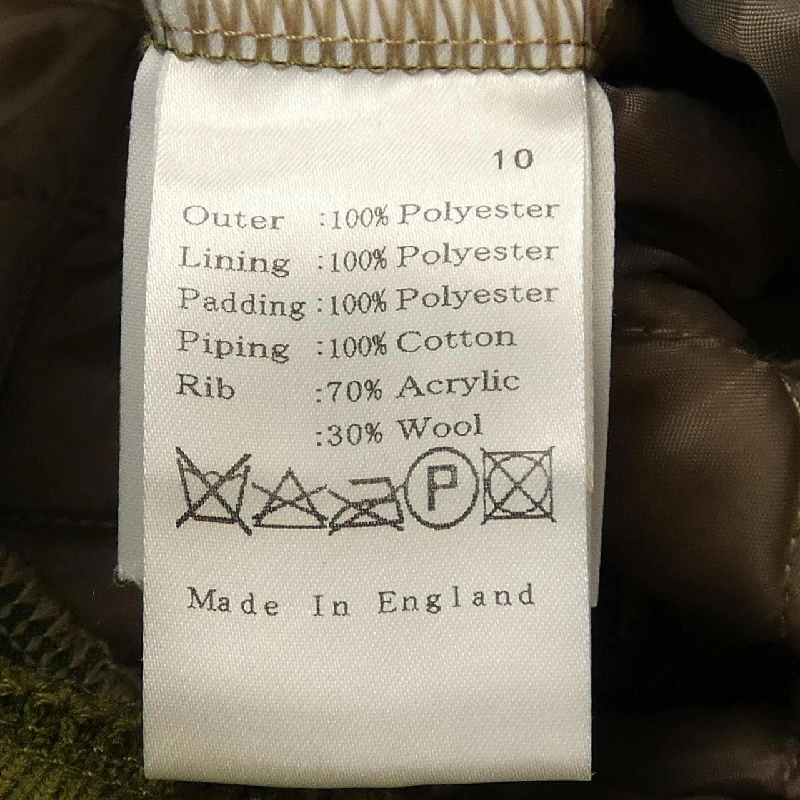 10
Outer :100% Polyester
Lining :100% Polyester
Padding :100% Polyester
Piping :100% Cotton
Rib :70% Acrylic
:30% Wool
P
Made In England